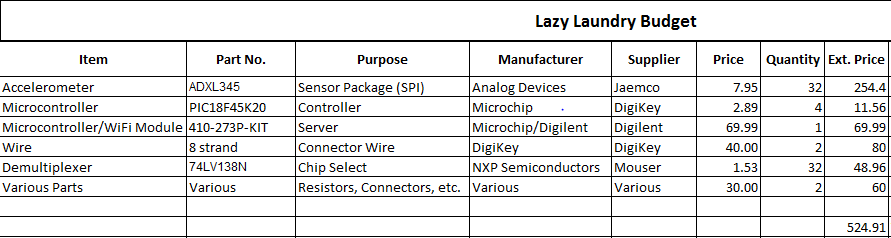 Lazy Laundry Budget
Item Part No. Purpose Manufacturer Supplier Price Quantity Ext. Price
Accelerometer ADXL345 Sensor Package (SPI) Analog Devices Jaemco 7.95 32 254.4
Microcontroller PIC18F45K20 Controller Microchip DigiKey 2.89 4 11.56
Microcontroller/WiFi Module 410-273P-KIT Server Microchip/Digilent Digilent 69.99 1 69.99
Wire 8 strand Connector Wire DigiKey DigiKey 40.00 2 80
Demultiplexer 74LV138N Chip Select NXP Semiconductors Mouser 1.53 32 48.96
Various Parts Various Resistors, Connectors, etc. Various Various 30.00 2 60
524.91